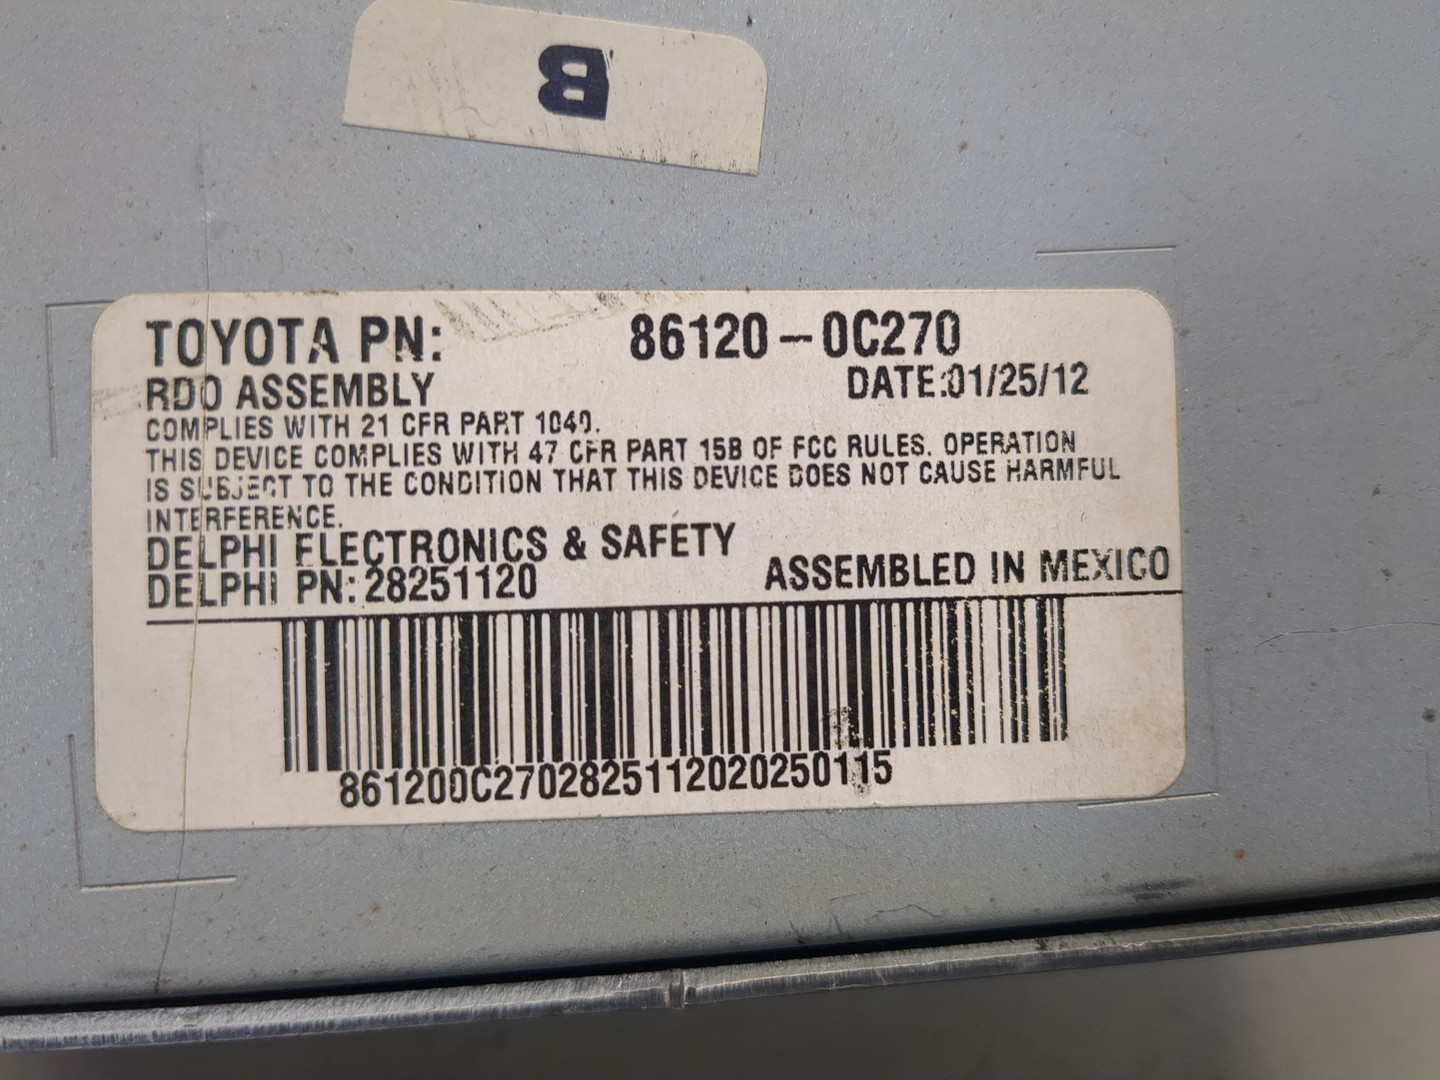 B
TOYOTA PN: 86120-0C270
RDO ASSEMBLY DATE:01/25/12
COMPLIES WITH 21 CFR PART 1040.
THIS DEVICE COMPLIES WITH 47 CFR PART 15B OF FCC RULES. OPERATION
IS SUBJECT TO THE CONDITION THAT THIS DEVICE DOES NOT CAUSE HARMFUL
INTERFERENCE.
DELPHI ELECTRONICS & SAFETY
DELPHI PN: 28251120 ASSEMBLED IN MEXICO
861200C2702825112020250115